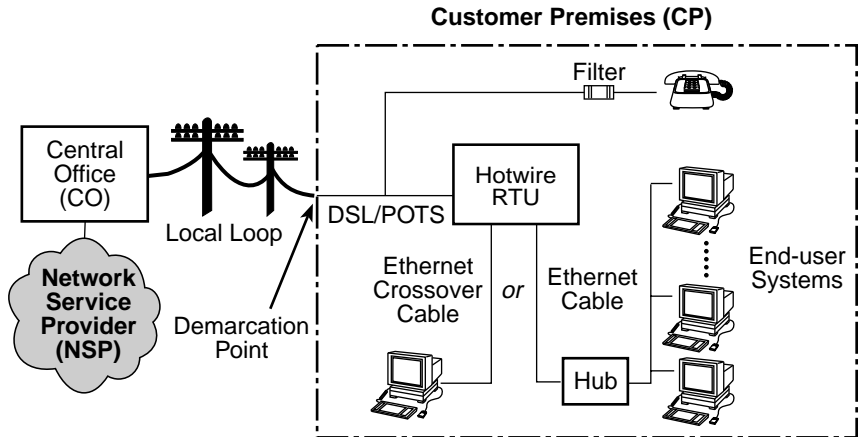 Customer Premises (CP)
Filter
Central
Office
(CO)
Hotwire
RTU
DSL/POTS
Local Loop
Network
Service
Provider
(NSP)
Demarcation
Point
Ethernet
Crossover
Cable
or
Ethernet
Cable
End-user
Systems
Hub